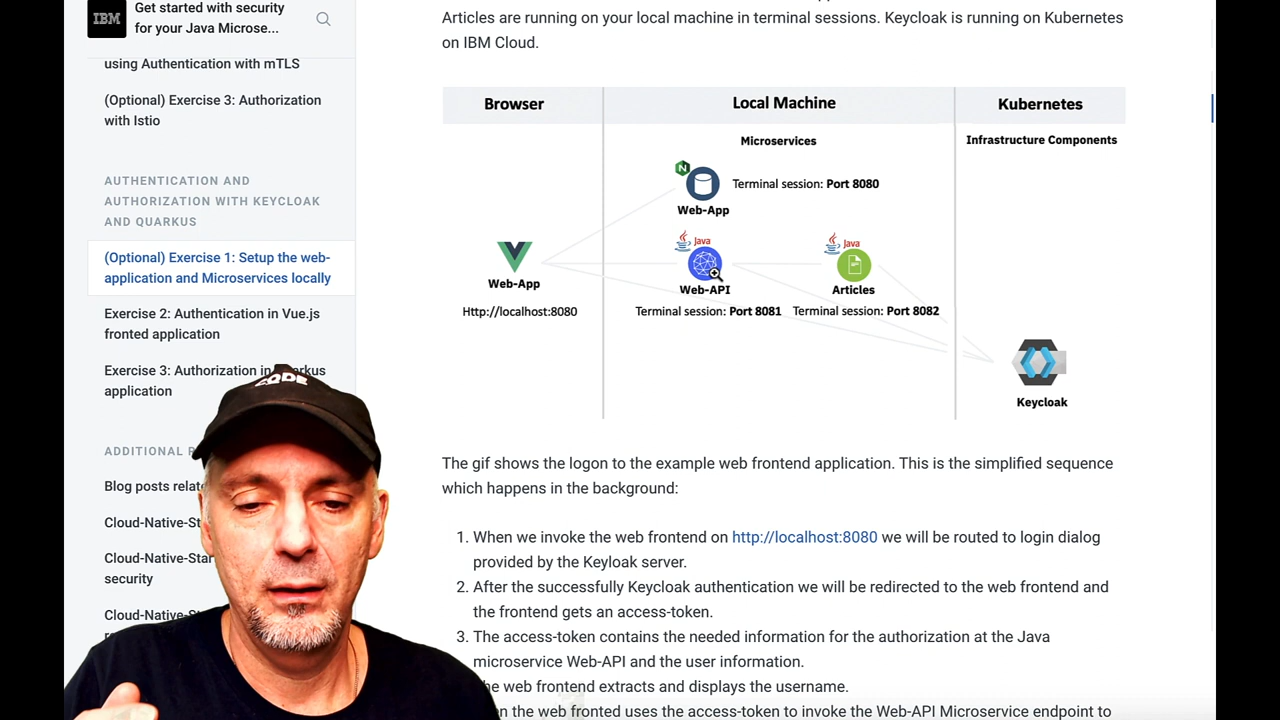 IBM
Get started with security
for your Java Microse...
using Authentication with mTLS
(Optional) Exercise 3: Authorization
with Istio
AUTHENTICATION AND
AUTHORIZATION WITH KEYCLOAK
AND QUARKUS
(Optional) Exercise 1: Setup the web-
application and Microservices locally
Exercise 2: Authentication in Vue.js
fronted application
Exercise 3: Authorization in
application
ADDITIONAL
Blog posts
Cloud-Native-
Cloud-Native-
security
Cloud-Native-
CODE
Articles are running on your local machine in terminal sessions. Keycloak is running on Kubernetes
on IBM Cloud.
Browser
Local Machine
Kubernetes
Microservices
Infrastructure Components
Terminal session: Port 8080
Web-App
Java
Java
Web-App
Web-API
Articles
Http://localhost:8080
Terminal session: Port 8081
Terminal session: Port 8082
Keycloak
The gif shows the logon to the example web frontend application. This is the simplified sequence
which happens in the background:
1. When we invoke the web frontend on http://localhost:8080 we will be routed to login dialog
provided by the Keyloak server.
2. After the successfully Keycloak authentication we will be redirected to the web frontend and
the frontend gets an access-token.
3. The access-token contains the needed information for the authorization at the Java
microservice Web-API and the user information.
web frontend extracts and displays the username.
the web fronted uses the access-token to invoke the Web-API Microservice endpoint to